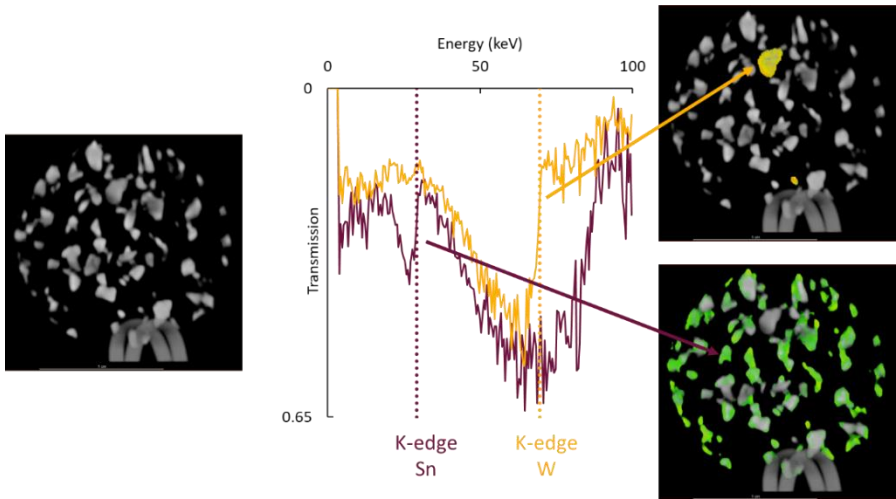 Energy (keV)
0
50
100
0
Transmission
0.65
K-edge
Sn
K-edge
W